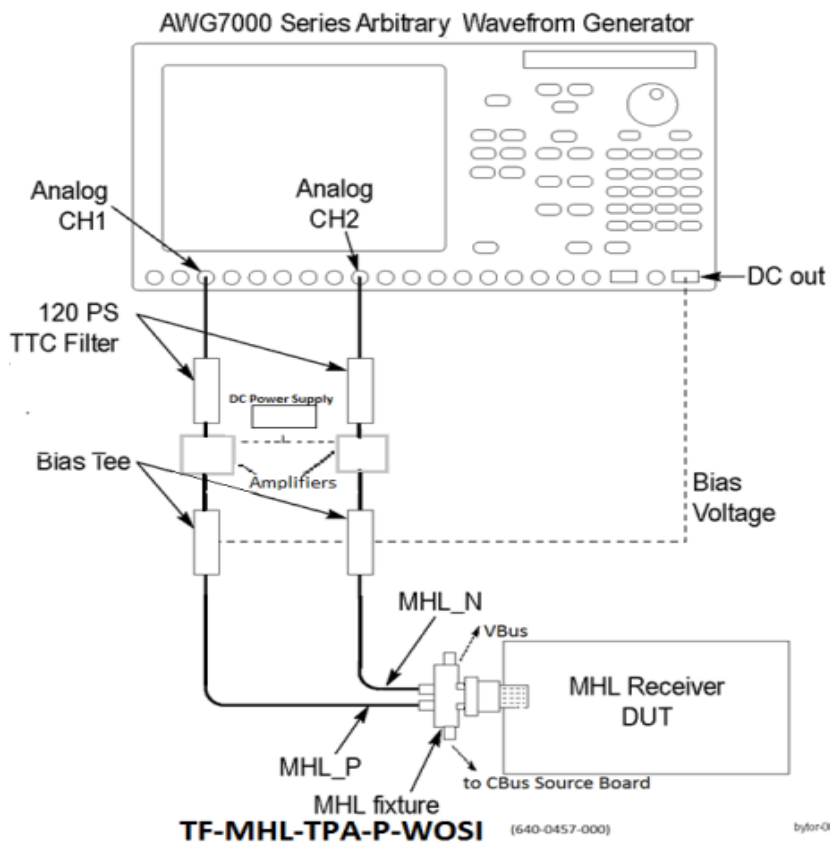 AWG7000 Series Arbitrary Wavefrom Generator
Analog
CH1
Analog
CH2
DC out
120 PS
TTC Filter
DC Power Supply
Bias Tee
Amplifiers
Bias
Voltage
MHL_N
VBus
MHL Receiver
DUT
MHL_P
to CBus Source Board
MHL fixture
TF-MHL-TPA-P-WOSI (640-0457-000)